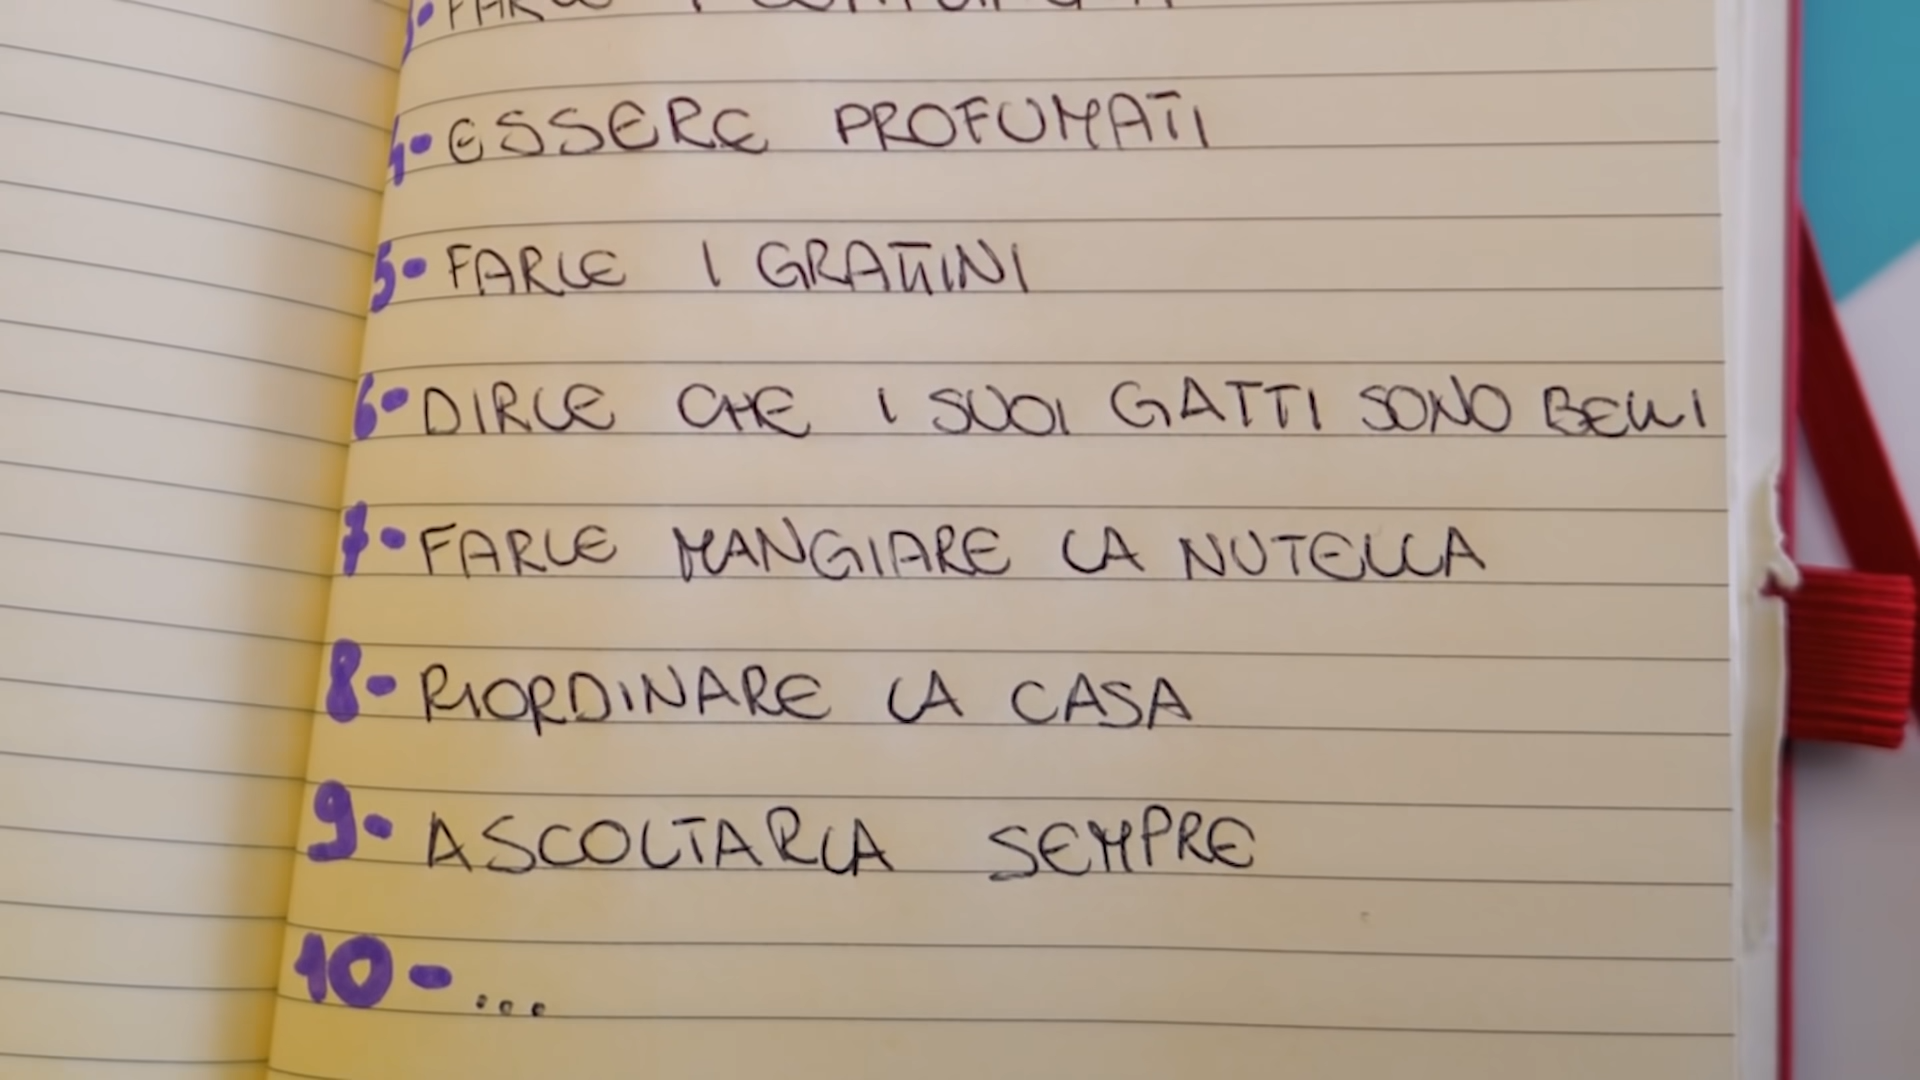 4- ESSERE PROFUMATI
5- FARLE I GRATTINI
6- DIRLE CHE I SUOI GATTI SONO BELLI
7- FARLE MANGIARE LA NUTELLA
8- RIORDINARE LA CASA
9- ASCOLTARLA SEMPRE
10- ...